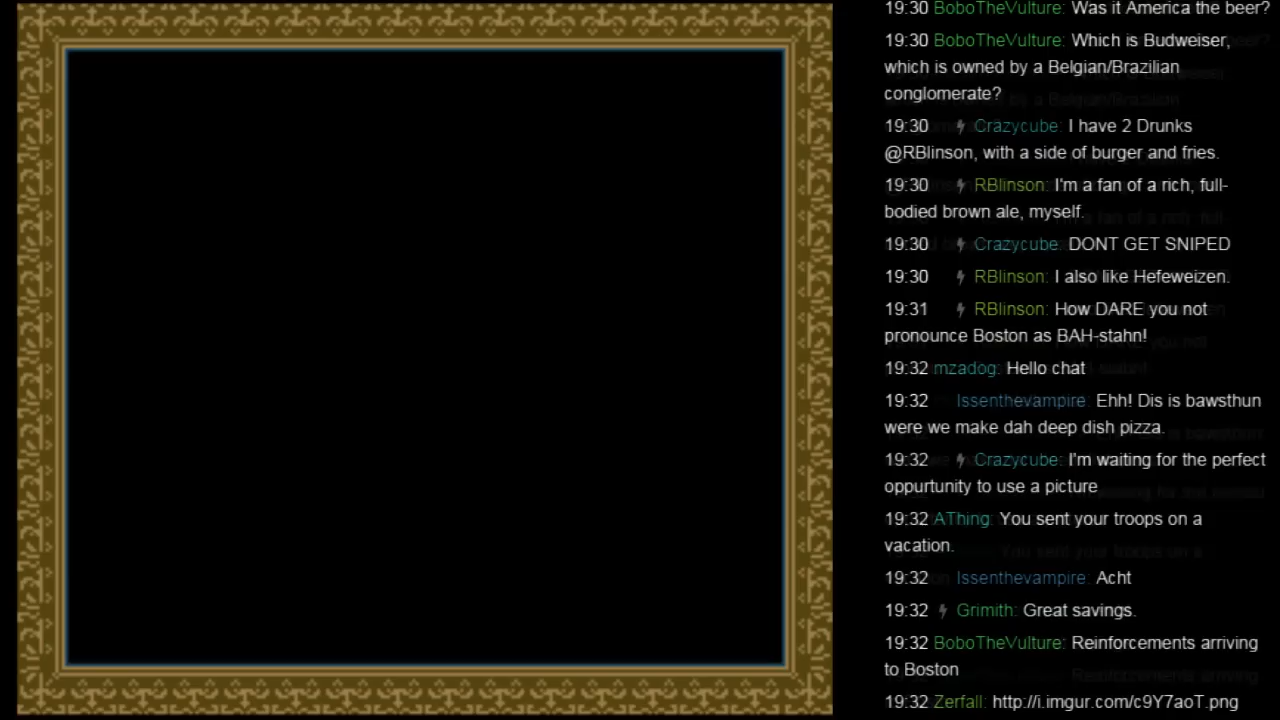 19:30 BoboTheVulture: Was it America the beer?
19:30 BoboTheVulture: Which is Budweiser,
which is owned by a Belgian/Brazilian
conglomerate?
19:30 Crazycube: I have 2 Drunks
@RBlinson, with a side of burger and fries.
19:30 RBlinson: I'm a fan of a rich, full-
bodied brown ale, myself.
19:30 Crazycube: DONT GET SNIPED
19:30 RBlinson: I also like Hefeweizen.
19:31 RBlinson: How DARE you not
pronounce Boston as BAH-stahn!
19:32 mzadog: Hello chat
19:32 Issenthevampire: Ehh! Dis is bawsthun
were we make dah deep dish pizza.
19:32 Crazycube: I'm waiting for the perfect
oppurtunity to use a picture
19:32 AThing: You sent your troops on a
vacation.
19:32 Issenthevampire: Acht
19:32 Grimith: Great savings.
19:32 BoboTheVulture: Reinforcements arriving
to Boston
19:32 Zerfall: http://i.imgur.com/c9Y7aoT.png